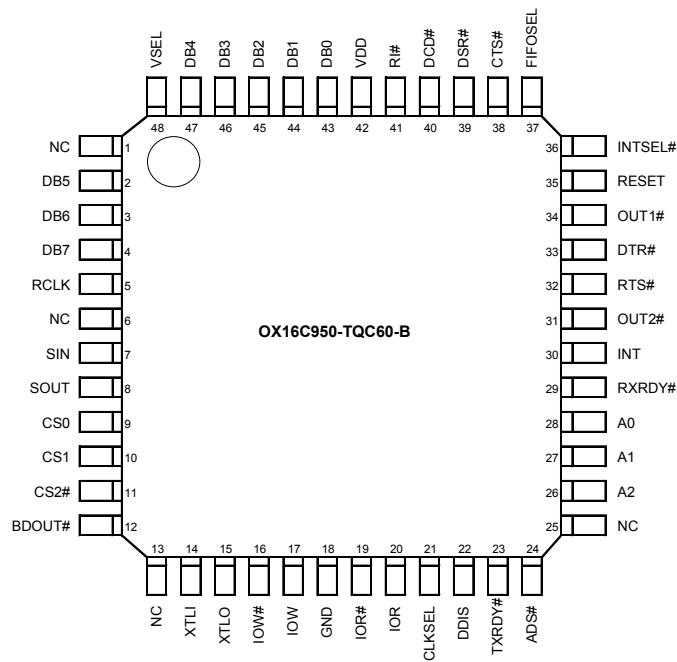 VSEL
DB4
DB3
DB2
DB1
DB0
VDD
RI#
DCD#
DSR#
CTS#
FIFOSEL
48 47 46 45 44 43 42 41 40 39 38 37
NC 1
DB5 2
DB6 3
DB7 4
RCLK 5
NC 6
SIN 7
SOUT 8
CS0 9
CS1 10
CS2# 11
BDOUT# 12
OX16C950-TQC60-B
36 INTSEL#
35 RESET
34 OUT1#
33 DTR#
32 RTS#
31 OUT2#
30 INT
29 RXRDY#
28 A0
27 A1
26 A2
25 NC
13 14 15 16 17 18 19 20 21 22 23 24
NC
XTLI
XTLO
IOW#
IOW
GND
IOR#
IOR
CLKSEL
DDIS
TXRDY#
ADS#